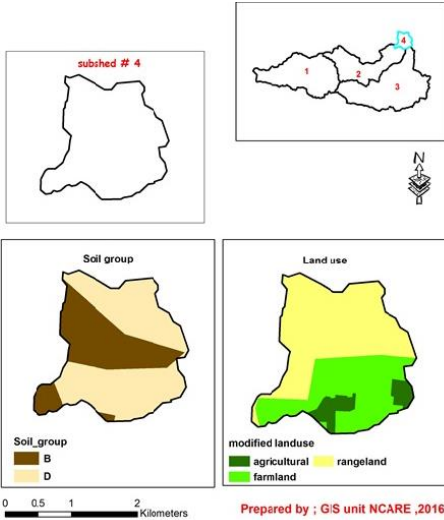 subshed # 4
1
2
3
4
N
Soil group
Soil_group
B
D
Land use
modified landuse
agricultural
rangeland
farmland
0 0.5 1 2
Kilometers
Prepared by ; GIS unit NCARE ,2016